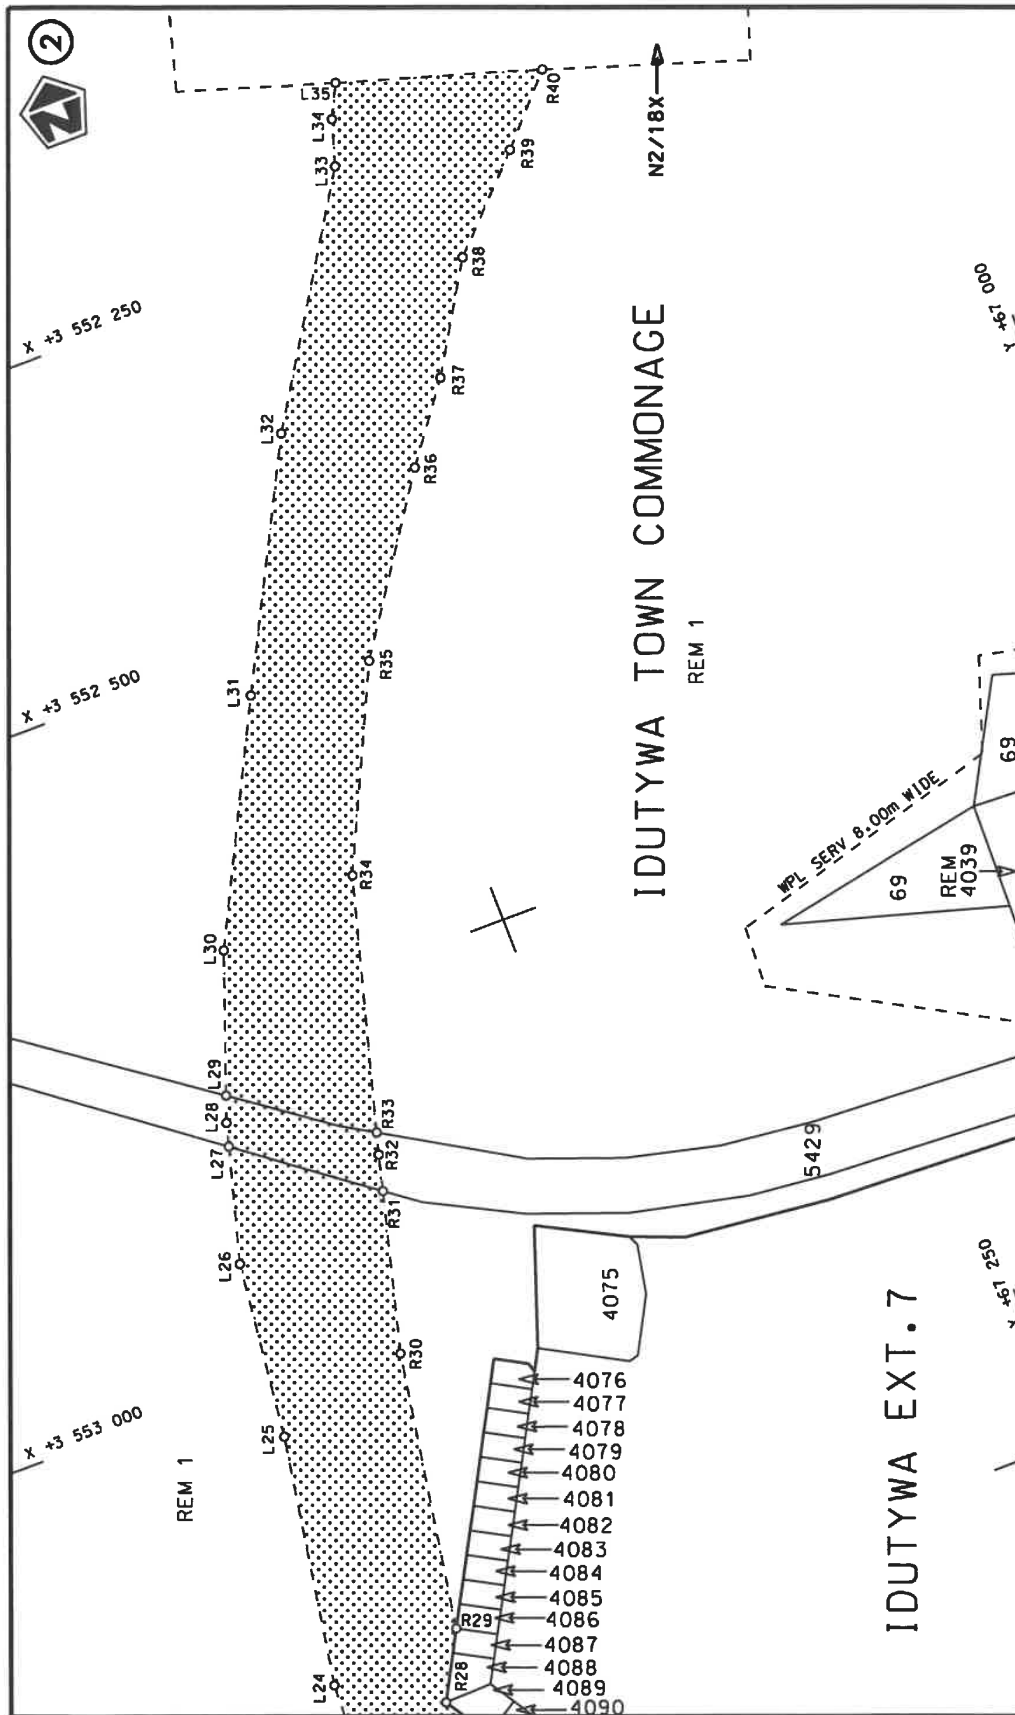 2
N
L35
L34
L33
R40
R39
N2/18X
R38
X +3 552 250
Y +67 000
R37
L32
R36
IDUTYWA TOWN COMMONAGE
REM 1
X +3 552 500
L31
R35
WPL SERV 8.00m WIDE
69
69
REM
4039
R34
L30
L29
L28
L27
R33
R32
R31
5429
L26
4075
Y +67 250
R30
4076
4077
4078
4079
4080
4081
4082
4083
4084
4085
4086
4087
4088
4089
4090
X +3 553 000
L25
REM 1
IDUTYWA EXT.7
R29
R28
L24